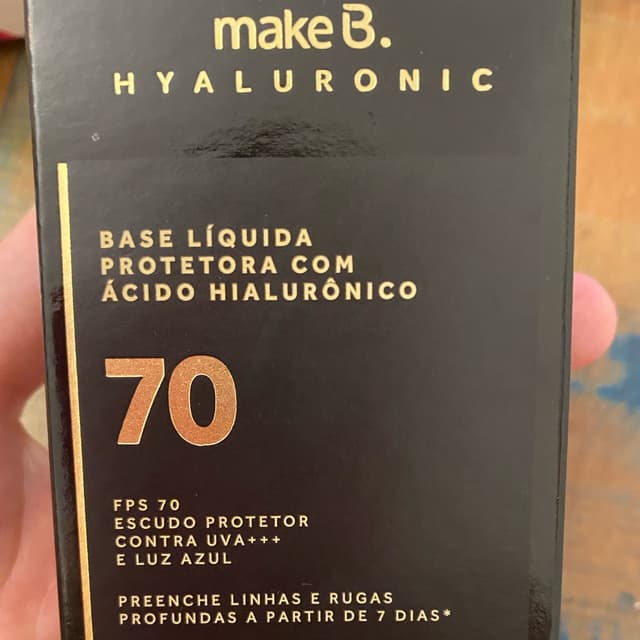 make B.
HYALURONIC
BASE LÍQUIDA
PROTETORA COM
ÁCIDO HIALURÔNICO
70
FPS 70
ESCUDO PROTETOR
CONTRA UVA+++
E LUZ AZUL
PREENCHE LINHAS E RUGAS
PROFUNDAS A PARTIR DE 7 DIAS*